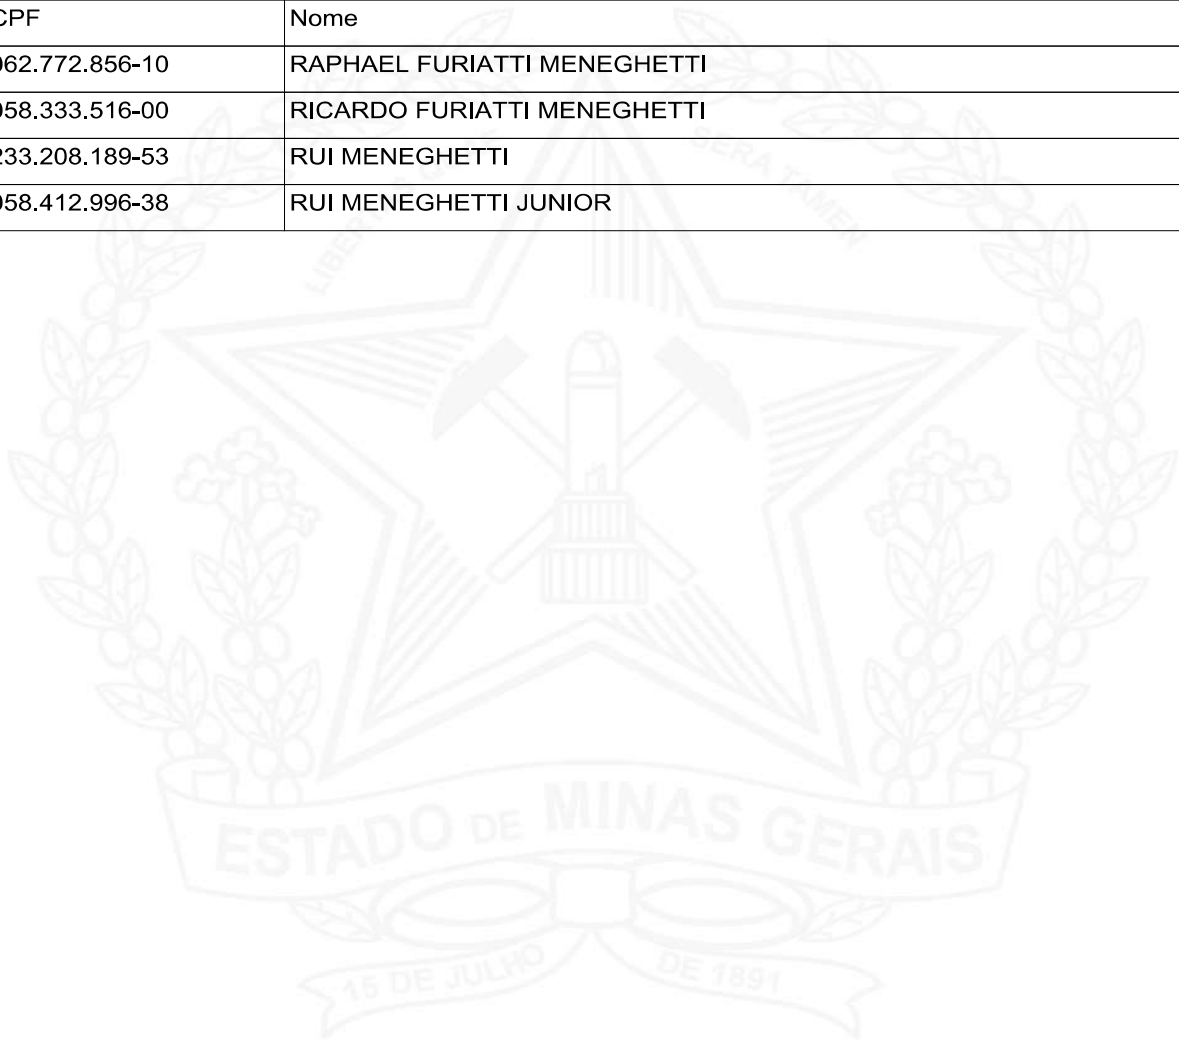 CPF Nome
062.772.856-10 RAPHAEL FURIATTI MENEGHETTI
058.333.516-00 RICARDO FURIATTI MENEGHETTI
233.208.189-53 RUI MENEGHETTI
058.412.996-38 RUI MENEGHETTI JUNIOR
LIBERTAS QUÆ SERA TAMEN
ESTADO DE MINAS GERAIS
15 DE JULHO DE 1891